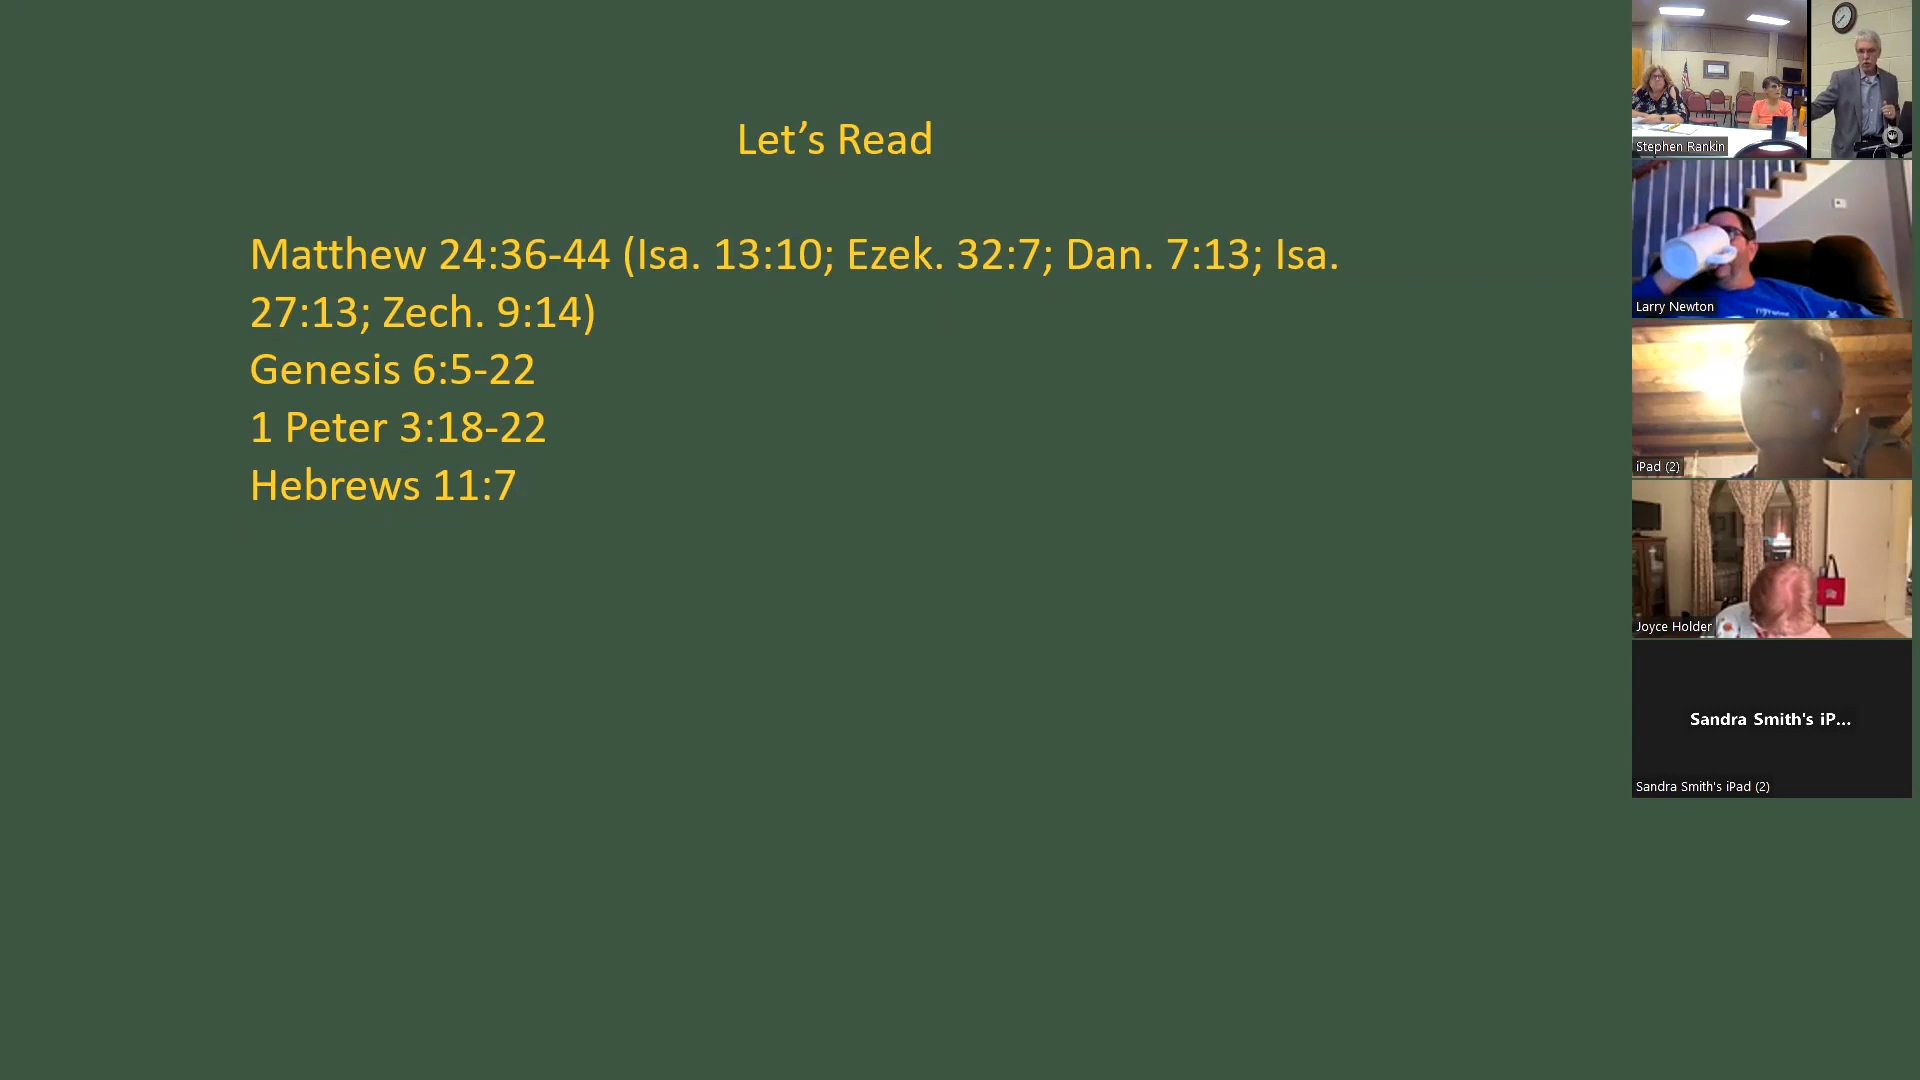 Let’s Read
Matthew 24:36-44 (Isa. 13:10; Ezek. 32:7; Dan. 7:13; Isa.
27:13; Zech. 9:14)
Genesis 6:5-22
1 Peter 3:18-22
Hebrews 11:7
Stephen Rankin
Larry Newton
iPad (2)
Joyce Holder
Sandra Smith's iP...
Sandra Smith's iPad (2)